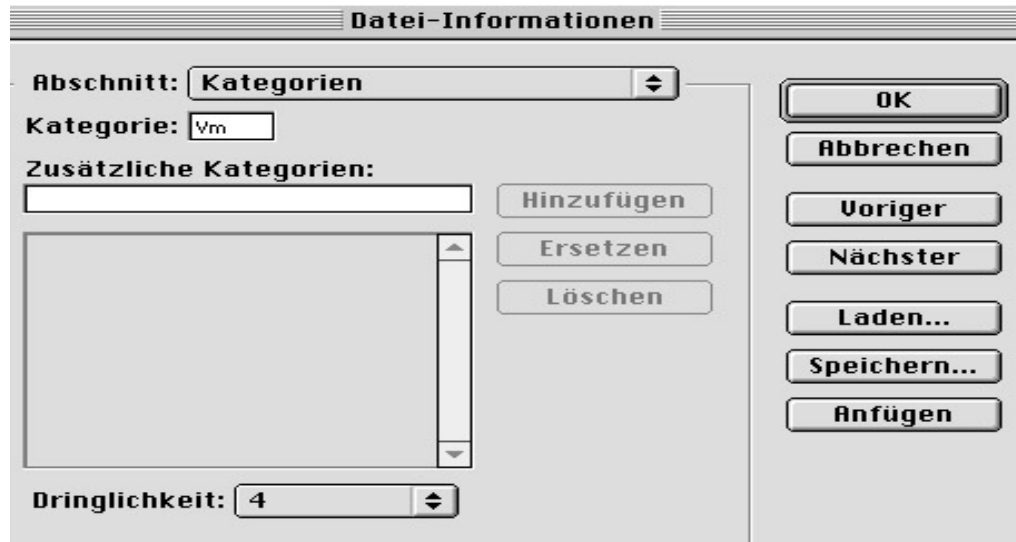 Datei-Informationen
Abschnitt: Kategorien
Kategorie: Vm
Zusätzliche Kategorien:
Hinzufügen
Ersetzen
Löschen
Dringlichkeit: 4
OK
Abbrechen
Voriger
Nächster
Laden...
Speichern...
Anfügen